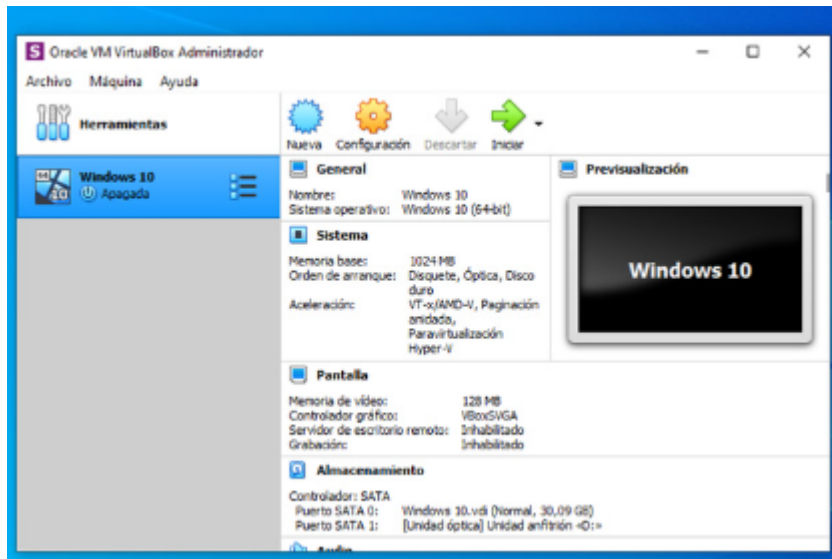 Oracle VM VirtualBox Administrador
Archivo Máquina Ayuda
Herramientas
Nueva Configuración Descartar Iniciar
Windows 10
Apagada
General
Nombre: Windows 10
Sistema operativo: Windows 10 (64-bit)
Sistema
Memoria base: 1024 MB
Orden de arranque: Disquete, Óptica, Disco
duro
Aceleración: VT-x/AMD-V, Paginación
anidada,
Paravirtualización
Hyper-V
Previsualización
Windows 10
Pantalla
Memoria de vídeo: 128 MB
Controlador gráfico: VBoxSVGA
Servidor de escritorio remoto: Inhabilitado
Grabación: Inhabilitado
Almacenamiento
Controlador: SATA
Puerto SATA 0: Windows 10.vdi (Normal, 30,09 GB)
Puerto SATA 1: [Unidad óptica] Unidad anfitrión «D:»
Audio